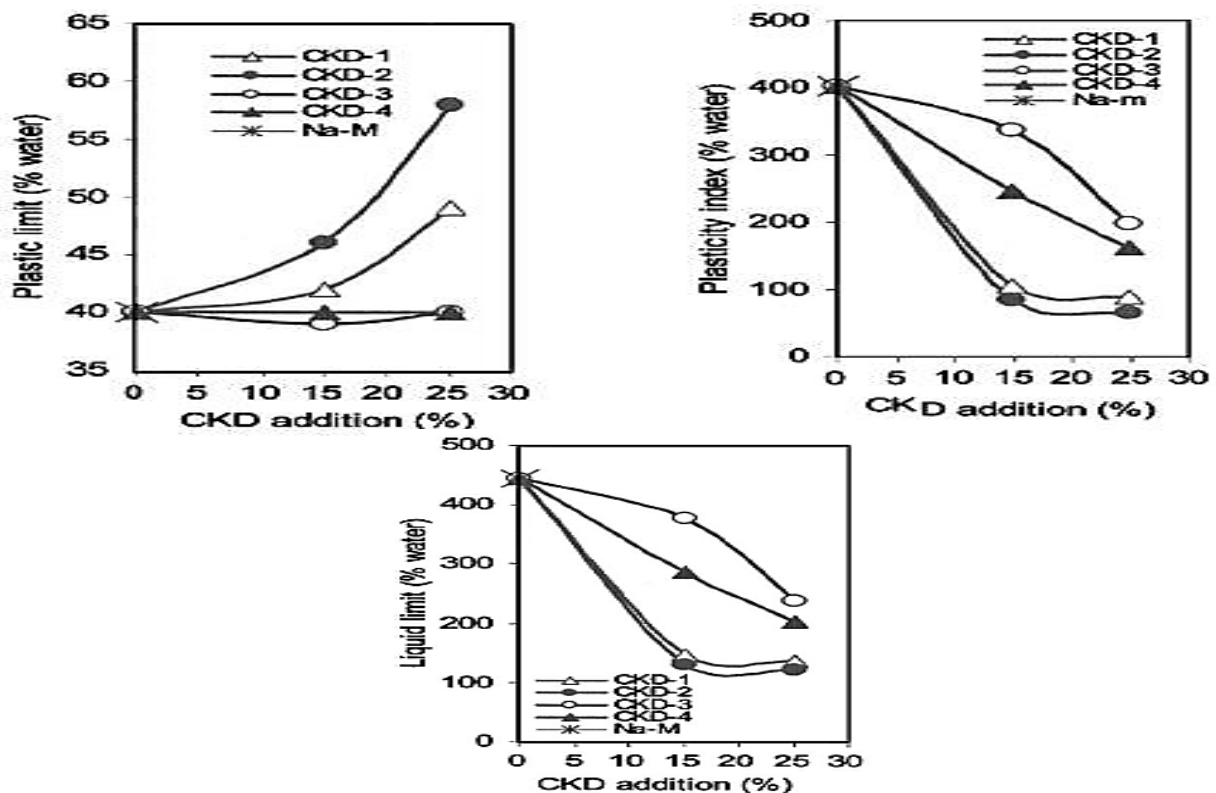 65
60
55
50
45
40
35
Plastic limit (% water)
CKD-1
CKD-2
CKD-3
CKD-4
Na-M
0 5 10 15 20 25 30
CKD addition (%)
500
400
300
200
100
0
Plasticity index (% water)
CKD-1
CKD-2
CKD-3
CKD-4
Na-m
0 5 10 15 20 25 30
CKD addition (%)
500
400
300
200
100
0
Liquid limit (% water)
CKD-1
CKD-2
CKD-3
CKD-4
Na-M
0 5 10 15 20 25 30
CKD addition (%)